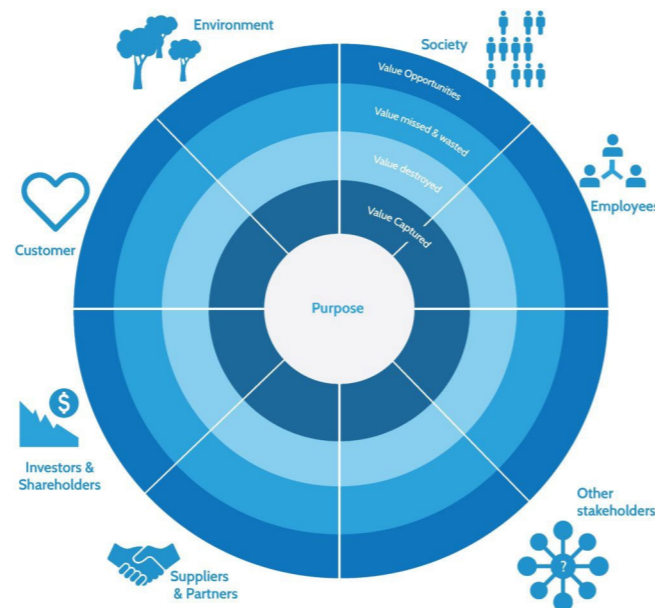 Environment
Society
Value Opportunities
Value missed & wasted
Value destroyed
Value Captured
Employees
Customer
Purpose
$
Investors &
Shareholders
Other
stakeholders
?
Suppliers
& Partners